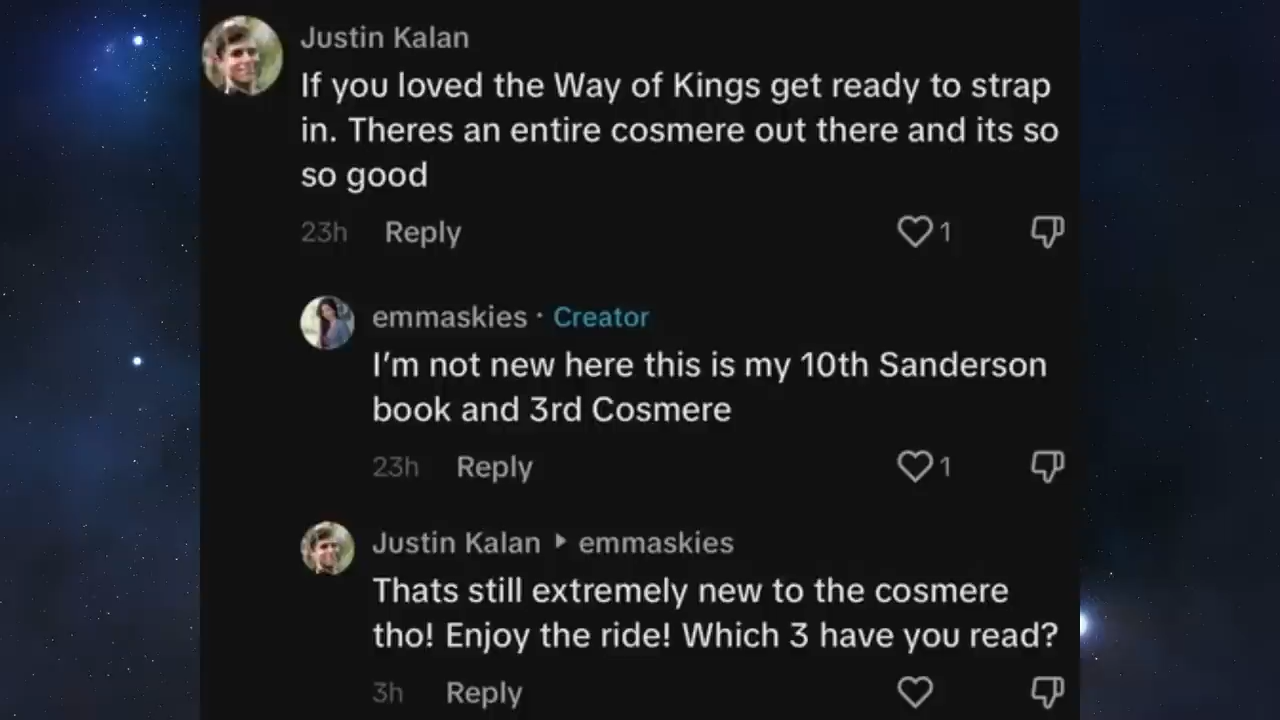 Justin Kalan
If you loved the Way of Kings get ready to strap
in. Theres an entire cosmere out there and its so
so good
23h Reply 1
emmaskies · Creator
I’m not new here this is my 10th Sanderson
book and 3rd Cosmere
23h Reply 1
Justin Kalan ▸ emmaskies
Thats still extremely new to the cosmere
tho! Enjoy the ride! Which 3 have you read?
3h Reply